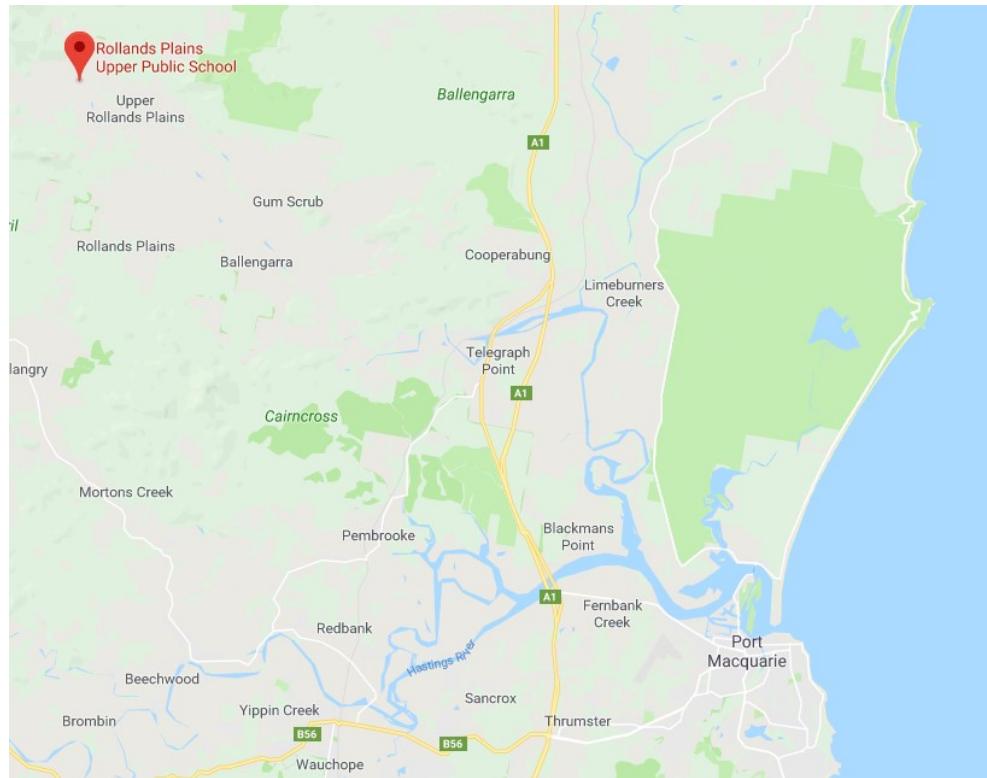 Rollands Plains
Upper Public School
Upper
Rollands Plains
Ballengarra
A1
Gum Scrub
ril
Rollands Plains
Ballengarra
Cooperabung
Limeburners
Creek
Telegraph
Point
langry
A1
Cairncross
Mortons Creek
Pembrooke
Blackmans
Point
A1
Fernbank
Creek
Redbank
Hastings River
Port
Macquarie
Beechwood
Sancrox
Yippin Creek
Brombin
Thrumster
B56
B56
Wauchope